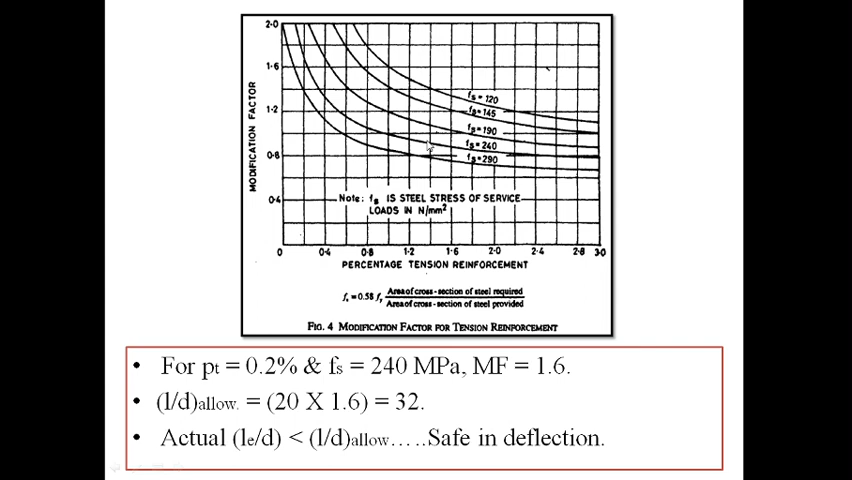 2·0
1·6
1·2
0·8
0·4
MODIFICATION FACTOR
fs=120
fs=145
fs=190
fs=240
fs=290
Note: fs IS STEEL STRESS OF SERVICE
LOADS IN N/mm²
0 0·4 0·8 1·2 1·6 2·0 2·4 2·8 3·0
PERCENTAGE TENSION REINFORCEMENT
fs = 0.58 fy Area of cross-section of steel required
Area of cross-section of steel provided
FIG. 4 MODIFICATION FACTOR FOR TENSION REINFORCEMENT
• For pt = 0.2% & fs = 240 MPa, MF = 1.6.
• (l/d)allow. = (20 X 1.6) = 32.
• Actual (le/d) < (l/d)allow…..Safe in deflection.